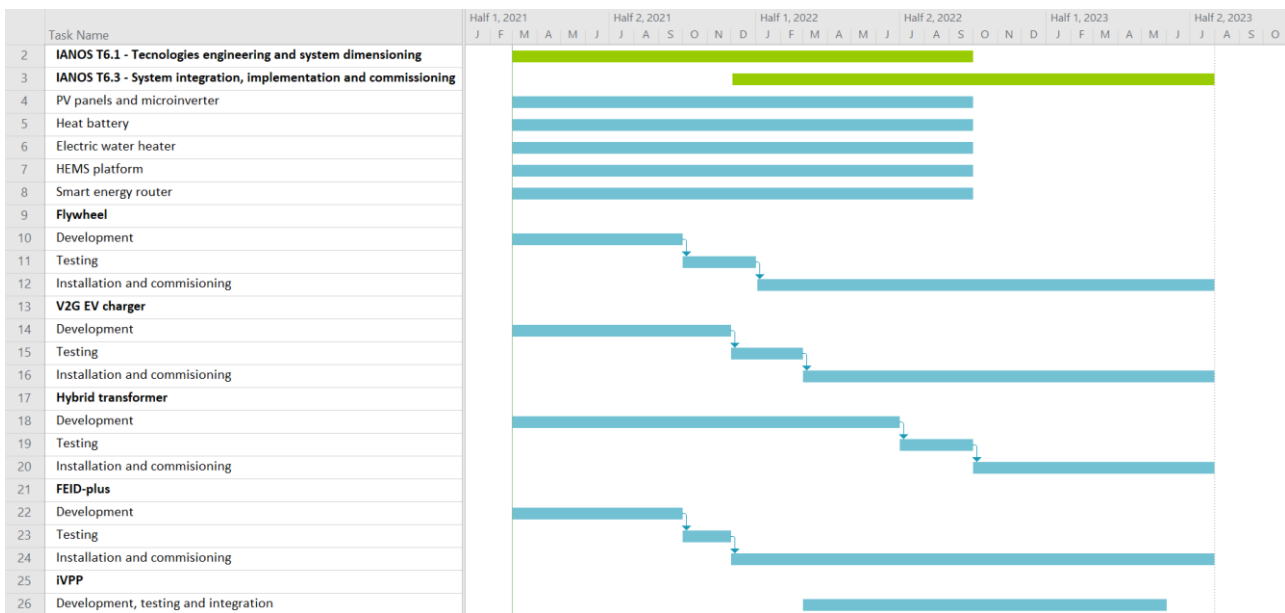 Half 1, 2021 Half 2, 2021 Half 1, 2022 Half 2, 2022 Half 1, 2023 Half 2, 2023
Task Name J F M A M J J A S O N D J F M A M J J A S O N D J F M A M J J A S O
2 IANOS T6.1 - Tecnologies engineering and system dimensioning
3 IANOS T6.3 - System integration, implementation and commissioning
4 PV panels and microinverter
5 Heat battery
6 Electric water heater
7 HEMS platform
8 Smart energy router
9 Flywheel
10 Development
11 Testing
12 Installation and commisioning
13 V2G EV charger
14 Development
15 Testing
16 Installation and commisioning
17 Hybrid transformer
18 Development
19 Testing
20 Installation and commisioning
21 FEID-plus
22 Development
23 Testing
24 Installation and commisioning
25 iVPP
26 Development, testing and integration